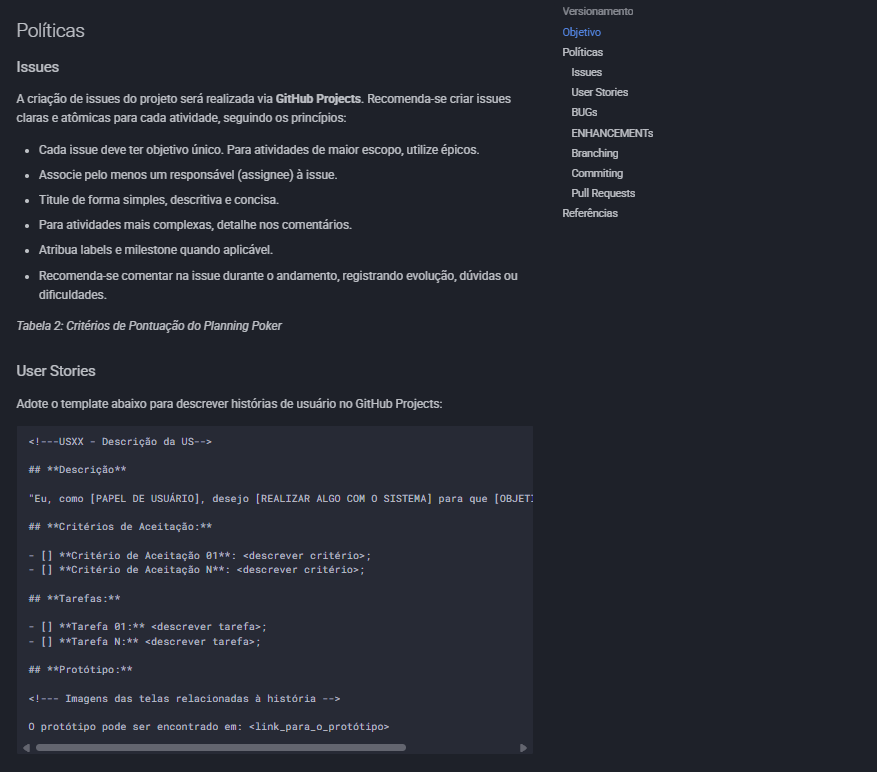 Políticas
Issues
A criação de issues do projeto será realizada via GitHub Projects. Recomenda-se criar issues
claras e atômicas para cada atividade, seguindo os princípios:
• Cada issue deve ter objetivo único. Para atividades de maior escopo, utilize épicos.
• Associe pelo menos um responsável (assignee) à issue.
• Titule de forma simples, descritiva e concisa.
• Para atividades mais complexas, detalhe nos comentários.
• Atribua labels e milestone quando aplicável.
• Recomenda-se comentar na issue durante o andamento, registrando evolução, dúvidas ou
dificuldades.
Tabela 2: Critérios de Pontuação do Planning Poker
User Stories
Adote o template abaixo para descrever histórias de usuário no GitHub Projects:
<!---USXX - Descrição da US-->
## **Descrição**
"Eu, como [PAPEL DE USUÁRIO], desejo [REALIZAR ALGO COM O SISTEMA] para que [OBJETI
## **Critérios de Aceitação:**
- [] **Critério de Aceitação 01**: <descrever critério>;
- [] **Critério de Aceitação N**: <descrever critério>;
## **Tarefas:**
- [] **Tarefa 01:** <descrever tarefa>;
- [] **Tarefa N:** <descrever tarefa>;
## **Protótipo:**
<!--- Imagens das telas relacionadas à história -->
O protótipo pode ser encontrado em: <link_para_o_protótipo>
Versionamento
Objetivo
Políticas
Issues
User Stories
BUGs
ENHANCEMENTs
Branching
Commiting
Pull Requests
Referências